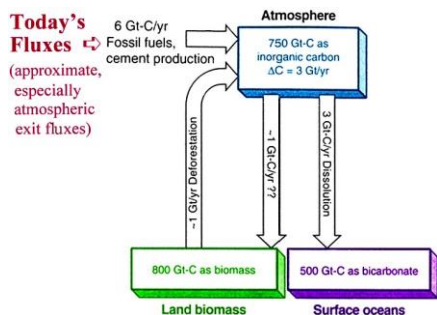 Today's
Fluxes
(approximate,
especially
atmospheric
exit fluxes)
6 Gt-C/yr
Fossil fuels,
cement production
Atmosphere
750 Gt-C as
inorganic carbon
ΔC = 3 Gt/yr
~1 Gt/yr Deforestation
~1 Gt-C/yr ??
3 Gt-C/yr Dissolution
800 Gt-C as biomass
Land biomass
500 Gt-C as bicarbonate
Surface oceans